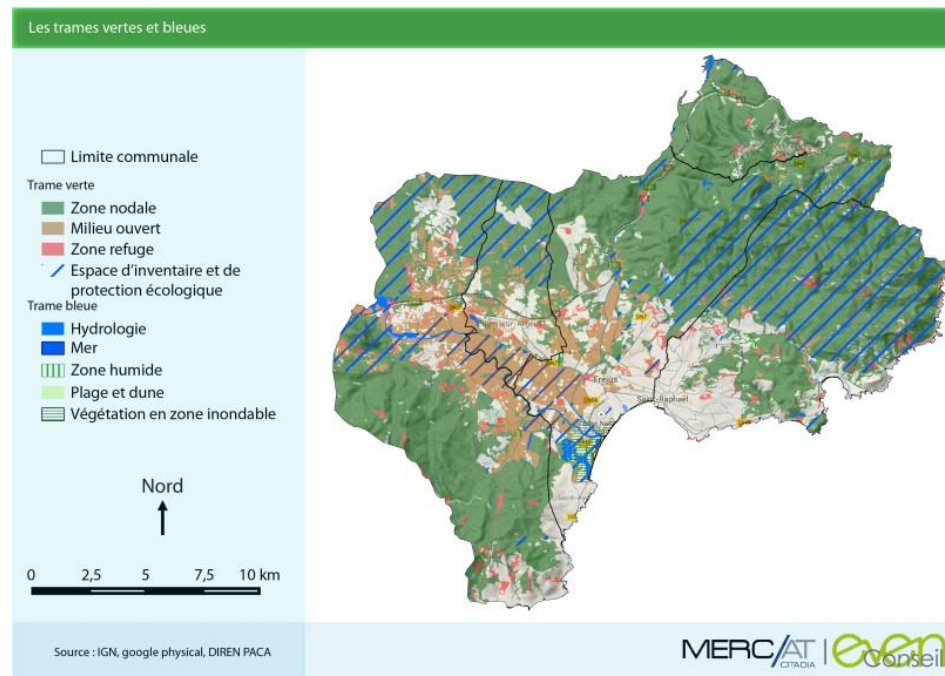 Les trames vertes et bleues
Limite communale
Trame verte
Zone nodale
Milieu ouvert
Zone refuge
Espace d'inventaire et de
protection écologique
Trame bleue
Hydrologie
Mer
Zone humide
Plage et dune
Végétation en zone inondable
Nord
0 2,5 5 7,5 10 km
Fréjus
Saint-Raphaël
Source : IGN, google physical, DIREN PACA
MERC/AT
CITADIA
even
Conseil